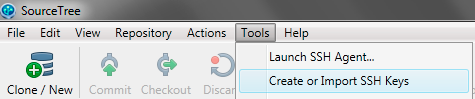 SourceTree
File Edit View Repository Actions Tools Help
Launch SSH Agent...
Create or Import SSH Keys
Clone / New Commit Checkout Discar